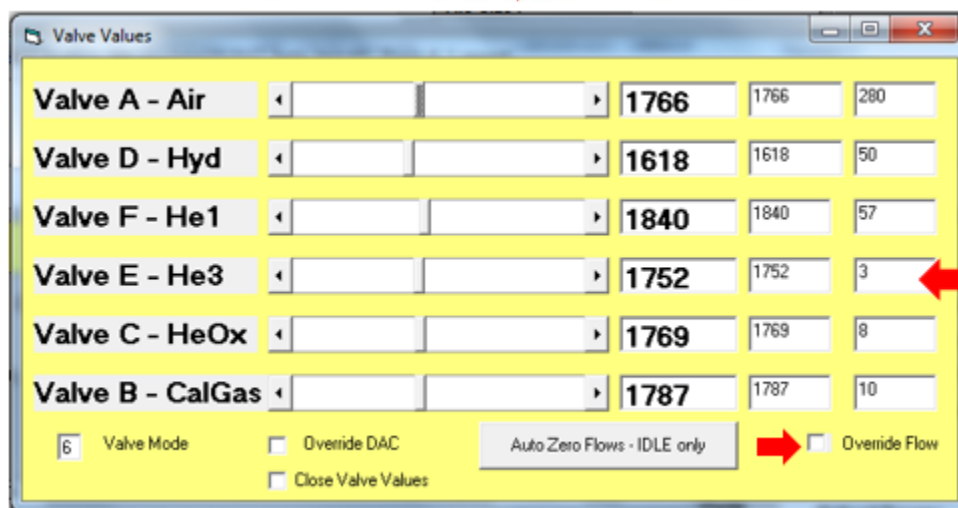 Valve Values
Valve A - Air 1766 1766 280
Valve D - Hyd 1618 1618 50
Valve F - He1 1840 1840 57
Valve E - He3 1752 1752 3
Valve C - HeOx 1769 1769 8
Valve B - CalGas 1787 1787 10
6 Valve Mode Override DAC Auto Zero Flows - IDLE only Override Flow
Close Valve Values